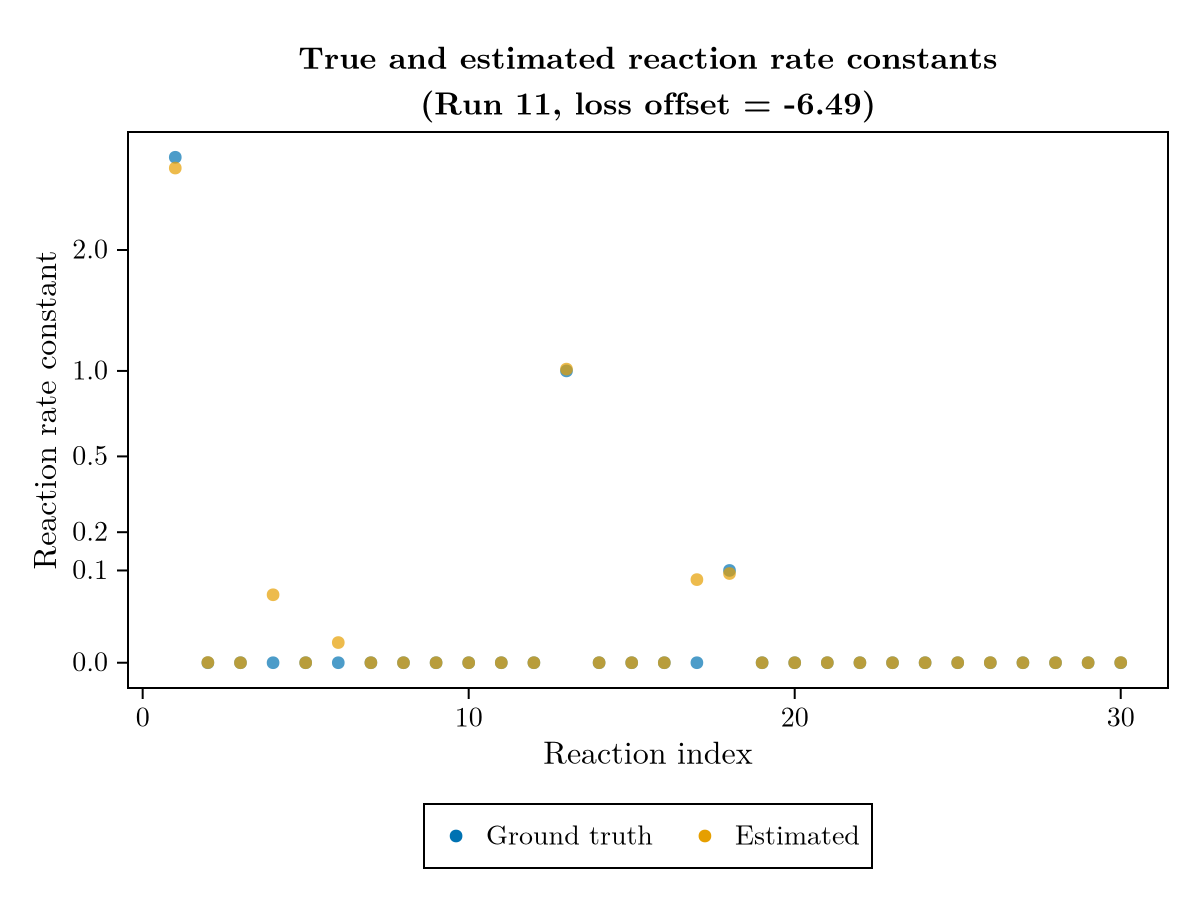 True and estimated reaction rate constants
(Run 11, loss offset = -6.49)
Reaction rate constant
2.0
1.0
0.5
0.2
0.1
0.0
0 10 20 30
Reaction index
Ground truth Estimated